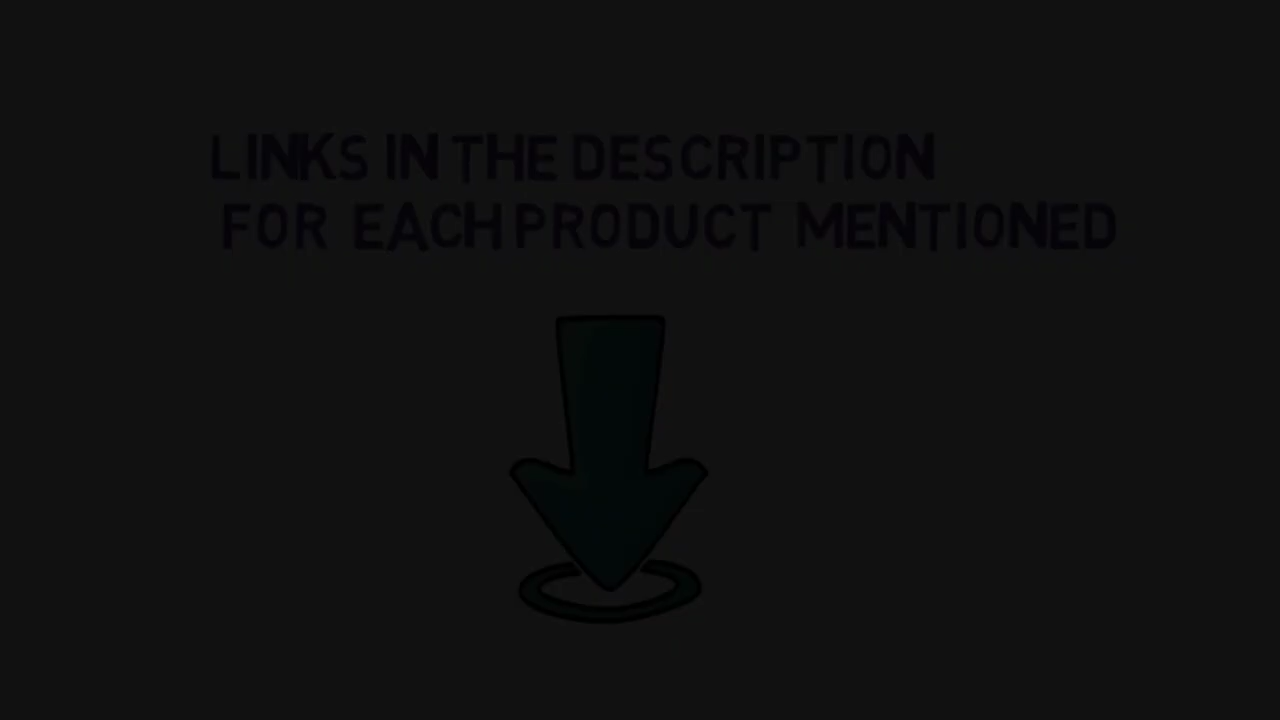 LINKS IN THE DESCRIPTION
FOR EACH PRODUCT MENTIONED